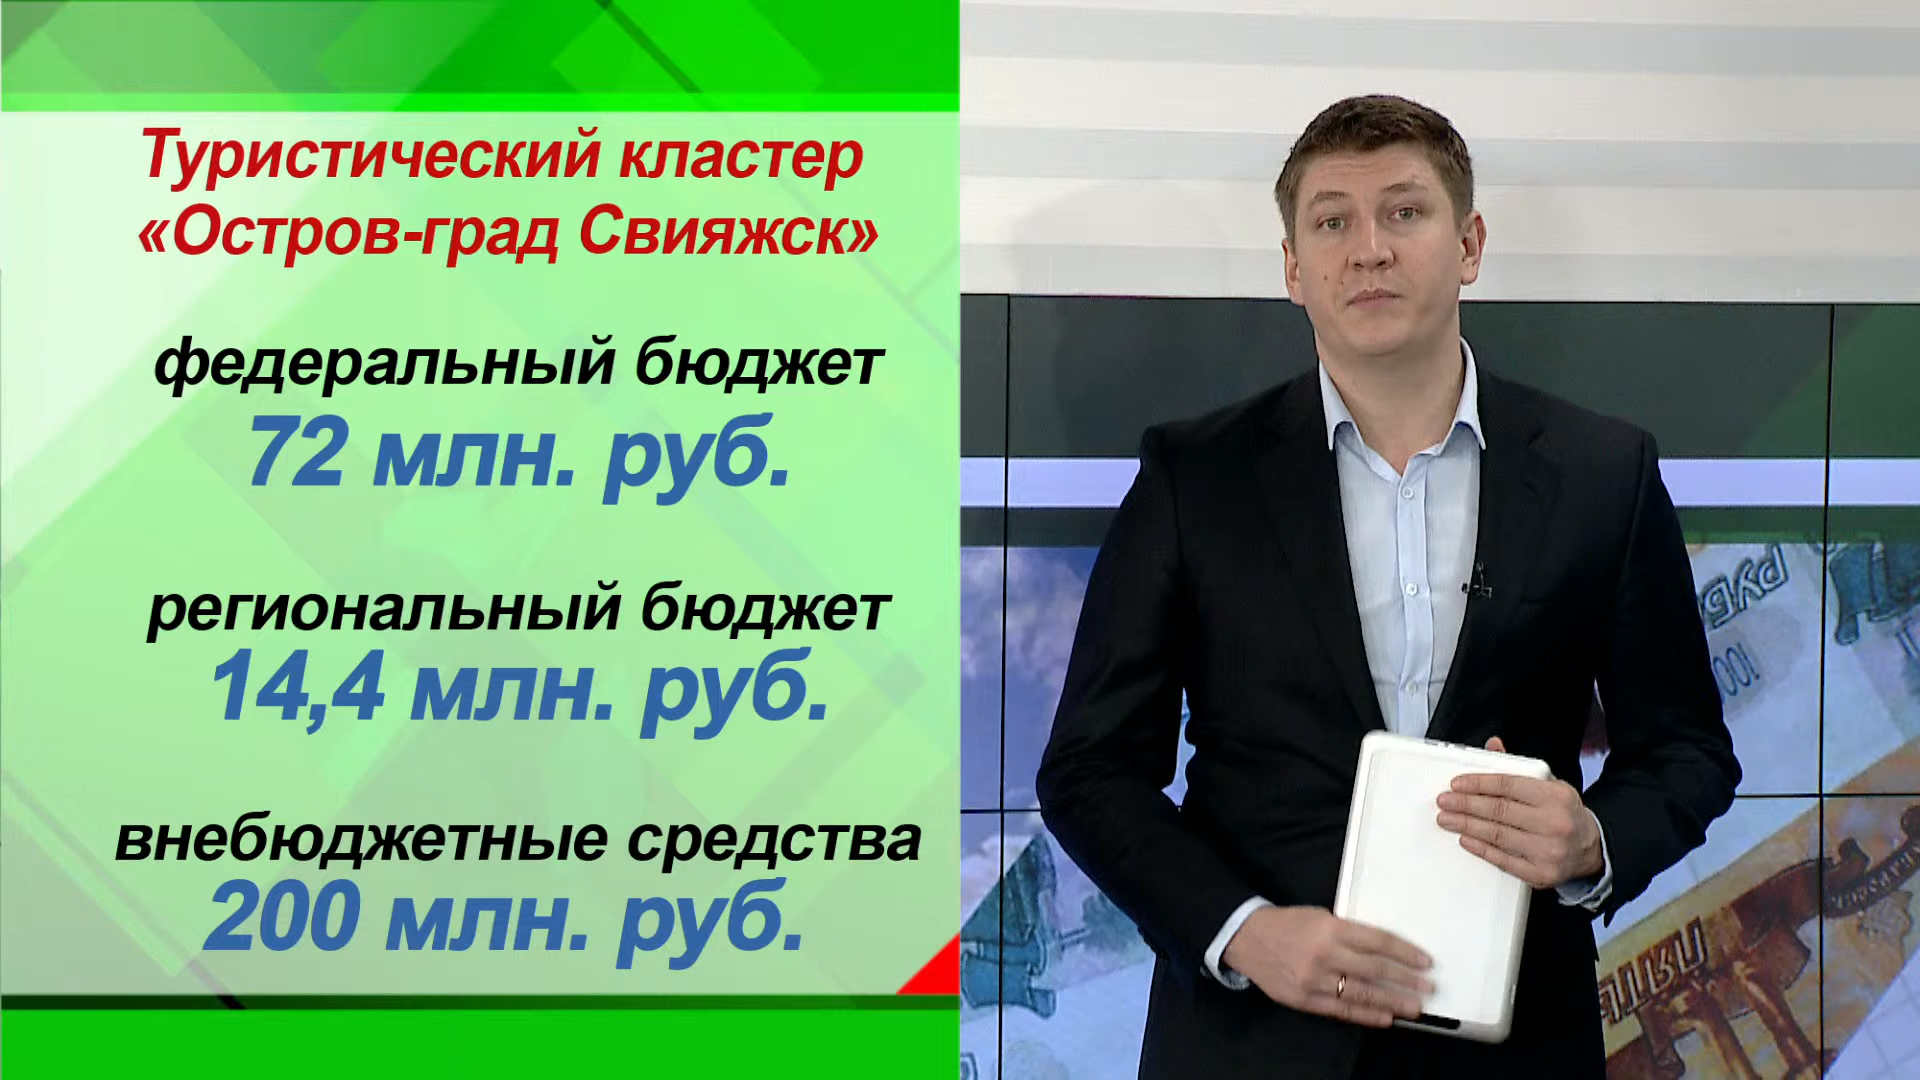 Туристический кластер
«Остров-град Свияжск»
федеральный бюджет
72 млн. руб.
региональный бюджет
14,4 млн. руб.
внебюджетные средства
200 млн. руб.